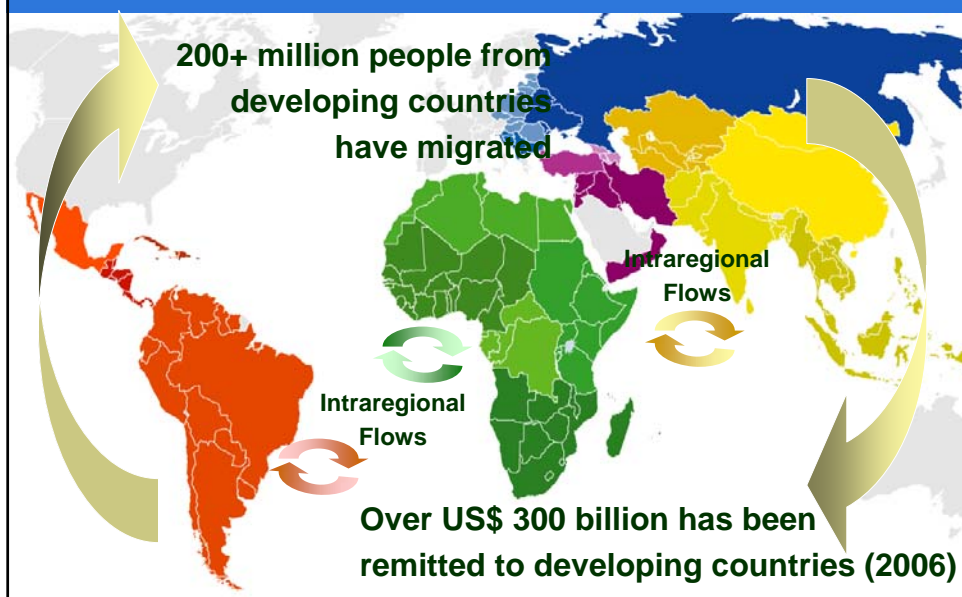 200+ million people from
developing countries
have migrated
Intraregional
Flows
Intraregional
Flows
Over US$ 300 billion has been
remitted to developing countries (2006)